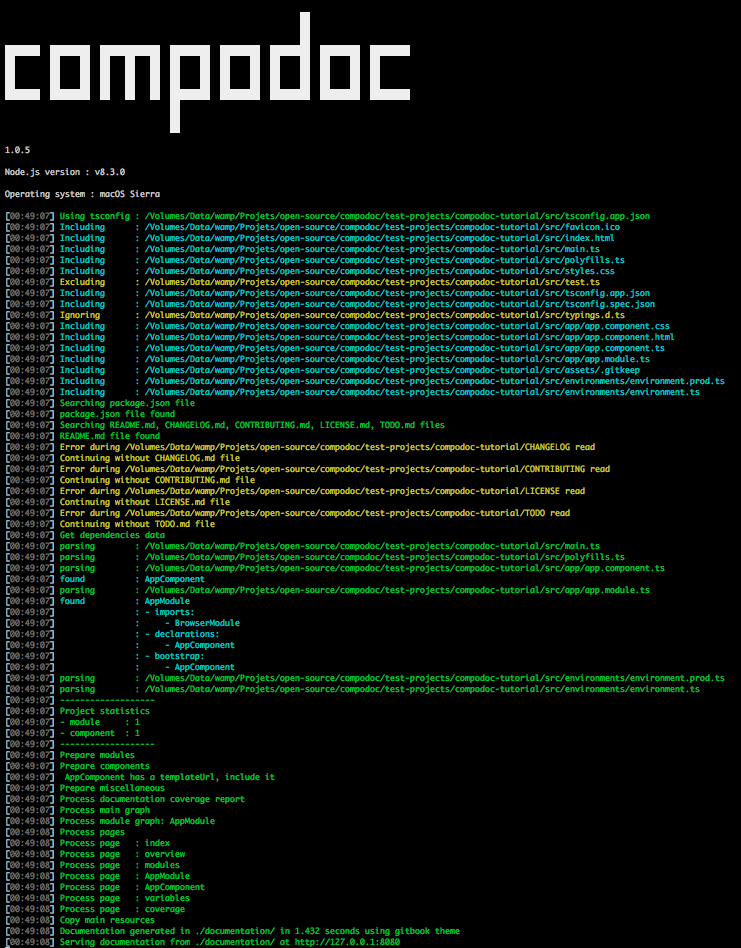 compodoc
1.0.5
Node.js version : v8.3.0
Operating system : macOS Sierra
[00:49:07] Using tsconfig : /Volumes/Data/wamp/Projets/open-source/compodoc/test-projects/compodoc-tutorial/src/tsconfig.app.json
[00:49:07] Including      : /Volumes/Data/wamp/Projets/open-source/compodoc/test-projects/compodoc-tutorial/src/favicon.ico
[00:49:07] Including      : /Volumes/Data/wamp/Projets/open-source/compodoc/test-projects/compodoc-tutorial/src/index.html
[00:49:07] Including      : /Volumes/Data/wamp/Projets/open-source/compodoc/test-projects/compodoc-tutorial/src/main.ts
[00:49:07] Including      : /Volumes/Data/wamp/Projets/open-source/compodoc/test-projects/compodoc-tutorial/src/polyfills.ts
[00:49:07] Including      : /Volumes/Data/wamp/Projets/open-source/compodoc/test-projects/compodoc-tutorial/src/styles.css
[00:49:07] Excluding      : /Volumes/Data/wamp/Projets/open-source/compodoc/test-projects/compodoc-tutorial/src/test.ts
[00:49:07] Including      : /Volumes/Data/wamp/Projets/open-source/compodoc/test-projects/compodoc-tutorial/src/tsconfig.app.json
[00:49:07] Including      : /Volumes/Data/wamp/Projets/open-source/compodoc/test-projects/compodoc-tutorial/src/tsconfig.spec.json
[00:49:07] Ignoring       : /Volumes/Data/wamp/Projets/open-source/compodoc/test-projects/compodoc-tutorial/src/typings.d.ts
[00:49:07] Including      : /Volumes/Data/wamp/Projets/open-source/compodoc/test-projects/compodoc-tutorial/src/app/app.component.css
[00:49:07] Including      : /Volumes/Data/wamp/Projets/open-source/compodoc/test-projects/compodoc-tutorial/src/app/app.component.html
[00:49:07] Including      : /Volumes/Data/wamp/Projets/open-source/compodoc/test-projects/compodoc-tutorial/src/app/app.component.ts
[00:49:07] Including      : /Volumes/Data/wamp/Projets/open-source/compodoc/test-projects/compodoc-tutorial/src/app/app.module.ts
[00:49:07] Including      : /Volumes/Data/wamp/Projets/open-source/compodoc/test-projects/compodoc-tutorial/src/assets/.gitkeep
[00:49:07] Including      : /Volumes/Data/wamp/Projets/open-source/compodoc/test-projects/compodoc-tutorial/src/environments/environment.prod.ts
[00:49:07] Including      : /Volumes/Data/wamp/Projets/open-source/compodoc/test-projects/compodoc-tutorial/src/environments/environment.ts
[00:49:07] Searching package.json file
[00:49:07] package.json file found
[00:49:07] Searching README.md, CHANGELOG.md, CONTRIBUTING.md, LICENSE.md, TODO.md files
[00:49:07] README.md file found
[00:49:07] Error during /Volumes/Data/wamp/Projets/open-source/compodoc/test-projects/compodoc-tutorial/CHANGELOG read
[00:49:07] Continuing without CHANGELOG.md file
[00:49:07] Error during /Volumes/Data/wamp/Projets/open-source/compodoc/test-projects/compodoc-tutorial/CONTRIBUTING read
[00:49:07] Continuing without CONTRIBUTING.md file
[00:49:07] Error during /Volumes/Data/wamp/Projets/open-source/compodoc/test-projects/compodoc-tutorial/LICENSE read
[00:49:07] Continuing without LICENSE.md file
[00:49:07] Error during /Volumes/Data/wamp/Projets/open-source/compodoc/test-projects/compodoc-tutorial/TODO read
[00:49:07] Continuing without TODO.md file
[00:49:07] Get dependencies data
[00:49:07] parsing        : /Volumes/Data/wamp/Projets/open-source/compodoc/test-projects/compodoc-tutorial/src/main.ts
[00:49:07] parsing        : /Volumes/Data/wamp/Projets/open-source/compodoc/test-projects/compodoc-tutorial/src/polyfills.ts
[00:49:07] parsing        : /Volumes/Data/wamp/Projets/open-source/compodoc/test-projects/compodoc-tutorial/src/app/app.component.ts
[00:49:07] found          : AppComponent
[00:49:07] parsing        : /Volumes/Data/wamp/Projets/open-source/compodoc/test-projects/compodoc-tutorial/src/app/app.module.ts
[00:49:07] found          : AppModule
[00:49:07]                : - imports:
[00:49:07]                :     - BrowserModule
[00:49:07]                : - declarations:
[00:49:07]                :     - AppComponent
[00:49:07]                : - bootstrap:
[00:49:07]                :     - AppComponent
[00:49:07] parsing        : /Volumes/Data/wamp/Projets/open-source/compodoc/test-projects/compodoc-tutorial/src/environments/environment.prod.ts
[00:49:07] parsing        : /Volumes/Data/wamp/Projets/open-source/compodoc/test-projects/compodoc-tutorial/src/environments/environment.ts
[00:49:07] -------------------
[00:49:07] Project statistics
[00:49:07] - module     : 1
[00:49:07] - component  : 1
[00:49:07] -------------------
[00:49:07] Prepare modules
[00:49:07] Prepare components
[00:49:07]  AppComponent has a templateUrl, include it
[00:49:07] Prepare miscellaneous
[00:49:07] Process documentation coverage report
[00:49:07] Process main graph
[00:49:08] Process module graph: AppModule
[00:49:08] Process pages
[00:49:08] Process page   : index
[00:49:08] Process page   : overview
[00:49:08] Process page   : modules
[00:49:08] Process page   : AppModule
[00:49:08] Process page   : AppComponent
[00:49:08] Process page   : variables
[00:49:08] Process page   : coverage
[00:49:08] Copy main resources
[00:49:08] Documentation generated in ./documentation/ in 1.432 seconds using gitbook theme
[00:49:08] Serving documentation from ./documentation/ at http://127.0.0.1:8080